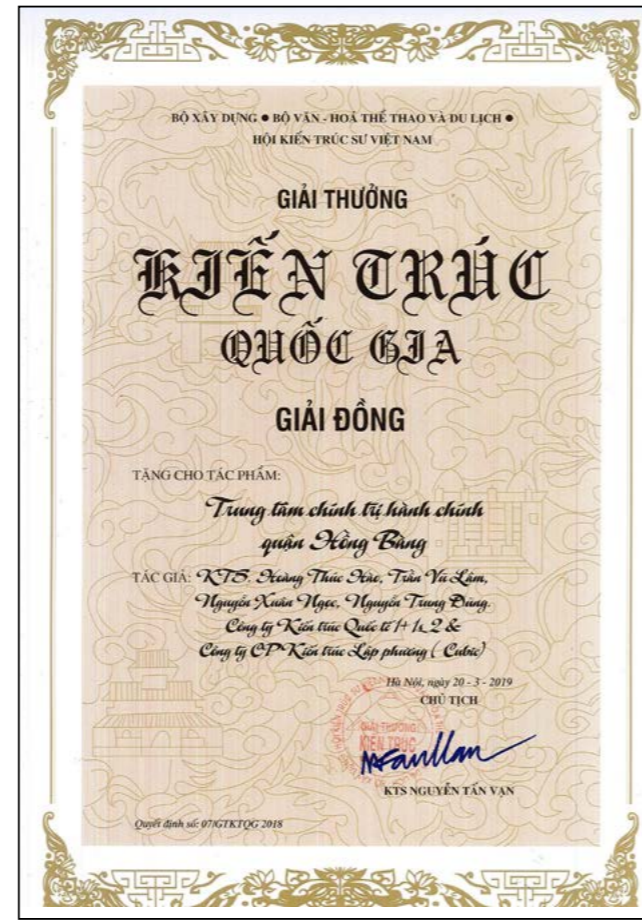 BỘ XÂY DỰNG ● BỘ VĂN - HOÁ THỂ THAO VÀ DU LỊCH ●
HỘI KIẾN TRÚC SƯ VIỆT NAM
GIẢI THƯỞNG
KIẾN TRÚC
QUỐC GIA
GIẢI ĐỒNG
TẶNG CHO TÁC PHẨM:
Trung tâm chính trị hành chính
quận Hồng Bàng
TÁC GIẢ: KTS. Hoàng Thúc Hào, Trần Vũ Lâm,
Nguyễn Xuân Ngọc, Nguyễn Trung Dũng.
Công ty Kiến trúc Quốc tế 1+1>2 &
Công ty CP Kiến trúc Lập phương ( Cubic)
Hà Nội, ngày 20 - 3 - 2019
CHỦ TỊCH
GIẢI THƯỞNG
KIẾN TRÚC
KTS NGUYỄN TẤN VẠN
Quyết định số: 07/GTKTQG 2018